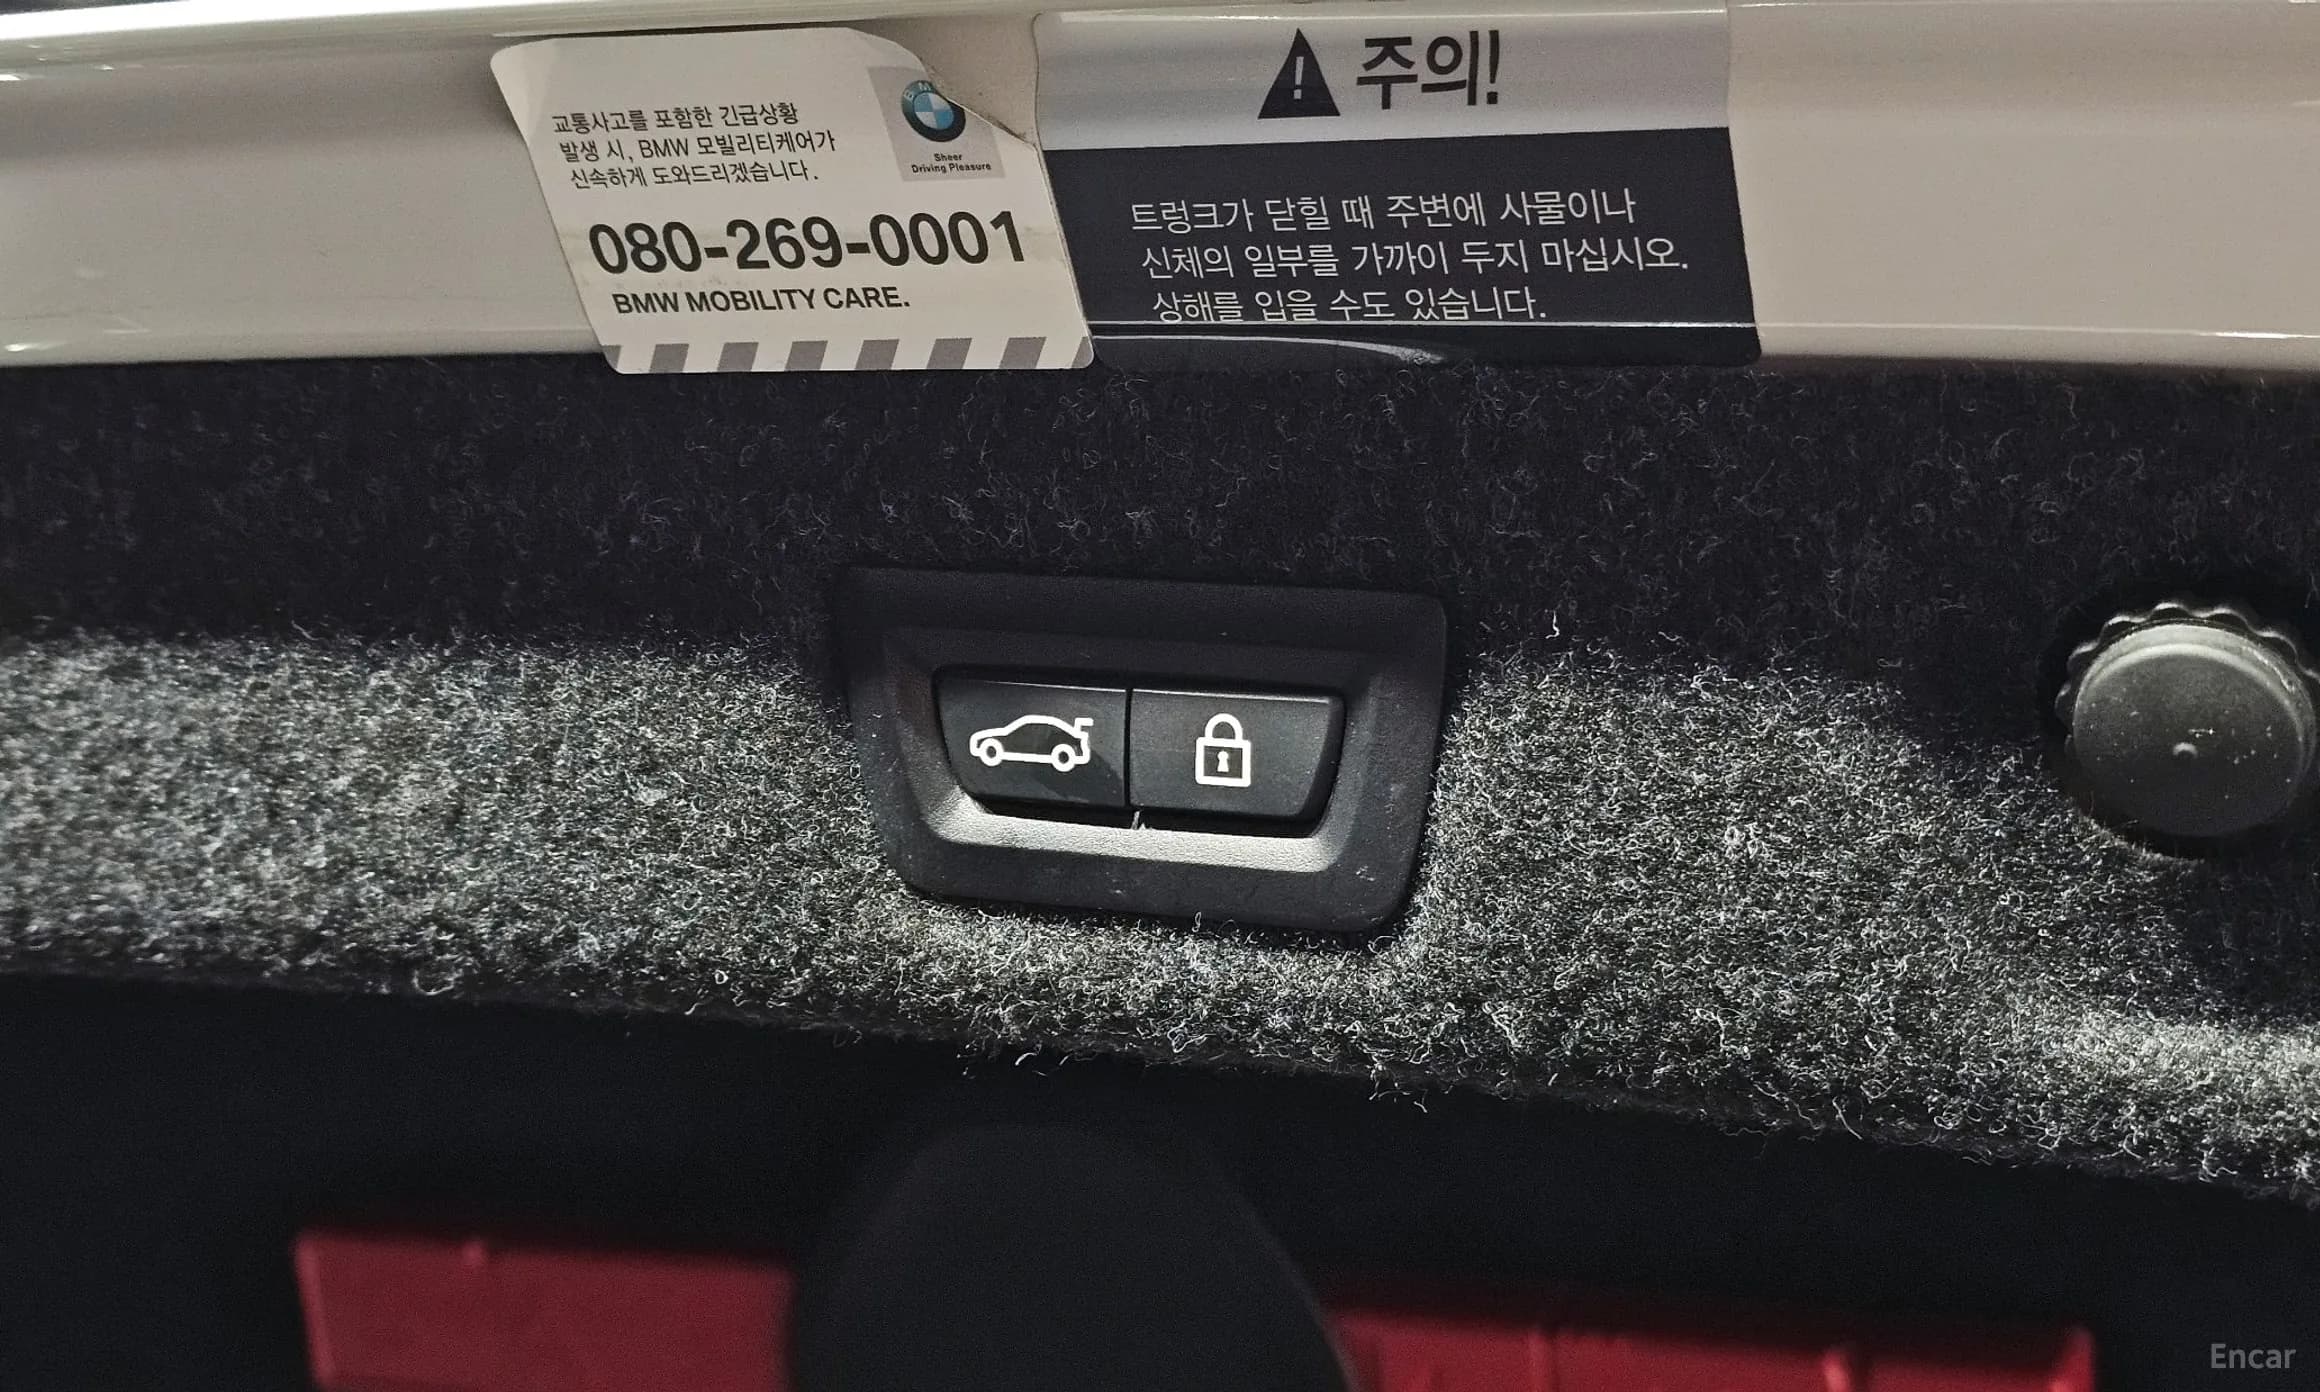 교통사고를 포함한 긴급상황
발생 시, BMW 모빌리티케어가
신속하게 도와드리겠습니다.
BMW
Sheer
Driving Pleasure
080-269-0001
BMW MOBILITY CARE.
주의!
트렁크가 닫힐 때 주변에 사물이나
신체의 일부를 가까이 두지 마십시오.
상해를 입을 수도 있습니다.
Encar